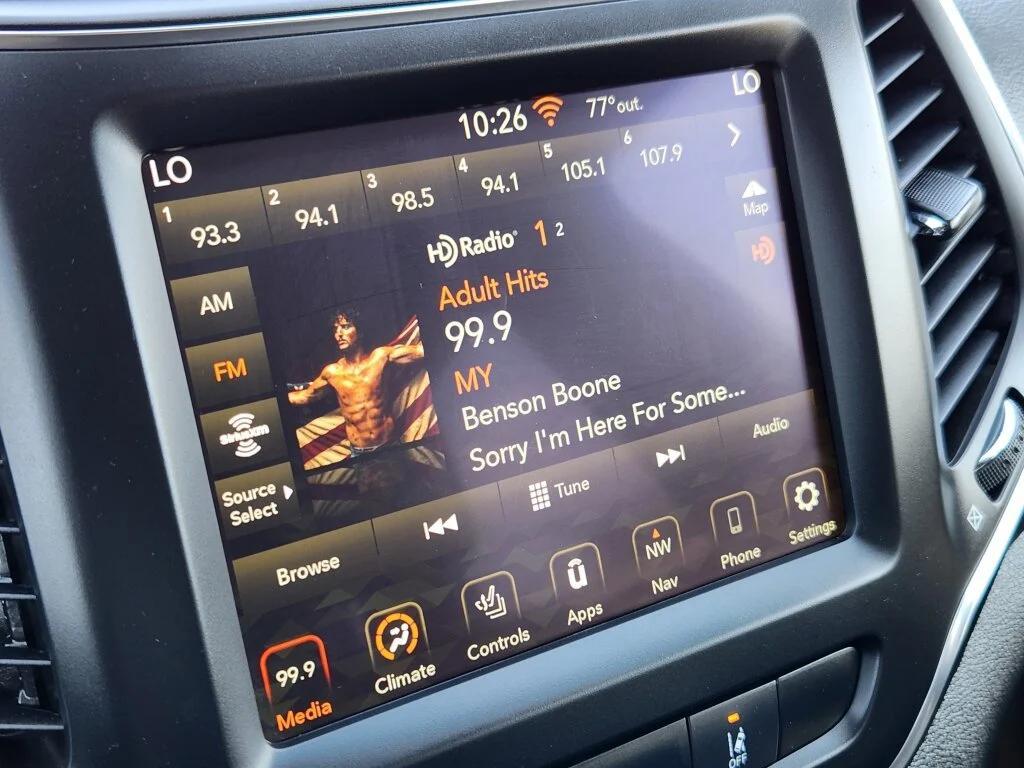 LO 10:26 77° out. LO
1 93.3 2 94.1 3 98.5 4 94.1 5 105.1 6 107.9
Map
HD Radio® 1 2
HD
AM
Adult Hits
99.9
FM
MY
Benson Boone
SiriusXM
Sorry I'm Here For Some...
Source
Select
Browse Tune Audio
99.9 NW
Media Climate Controls Apps Nav Phone Settings
OFF